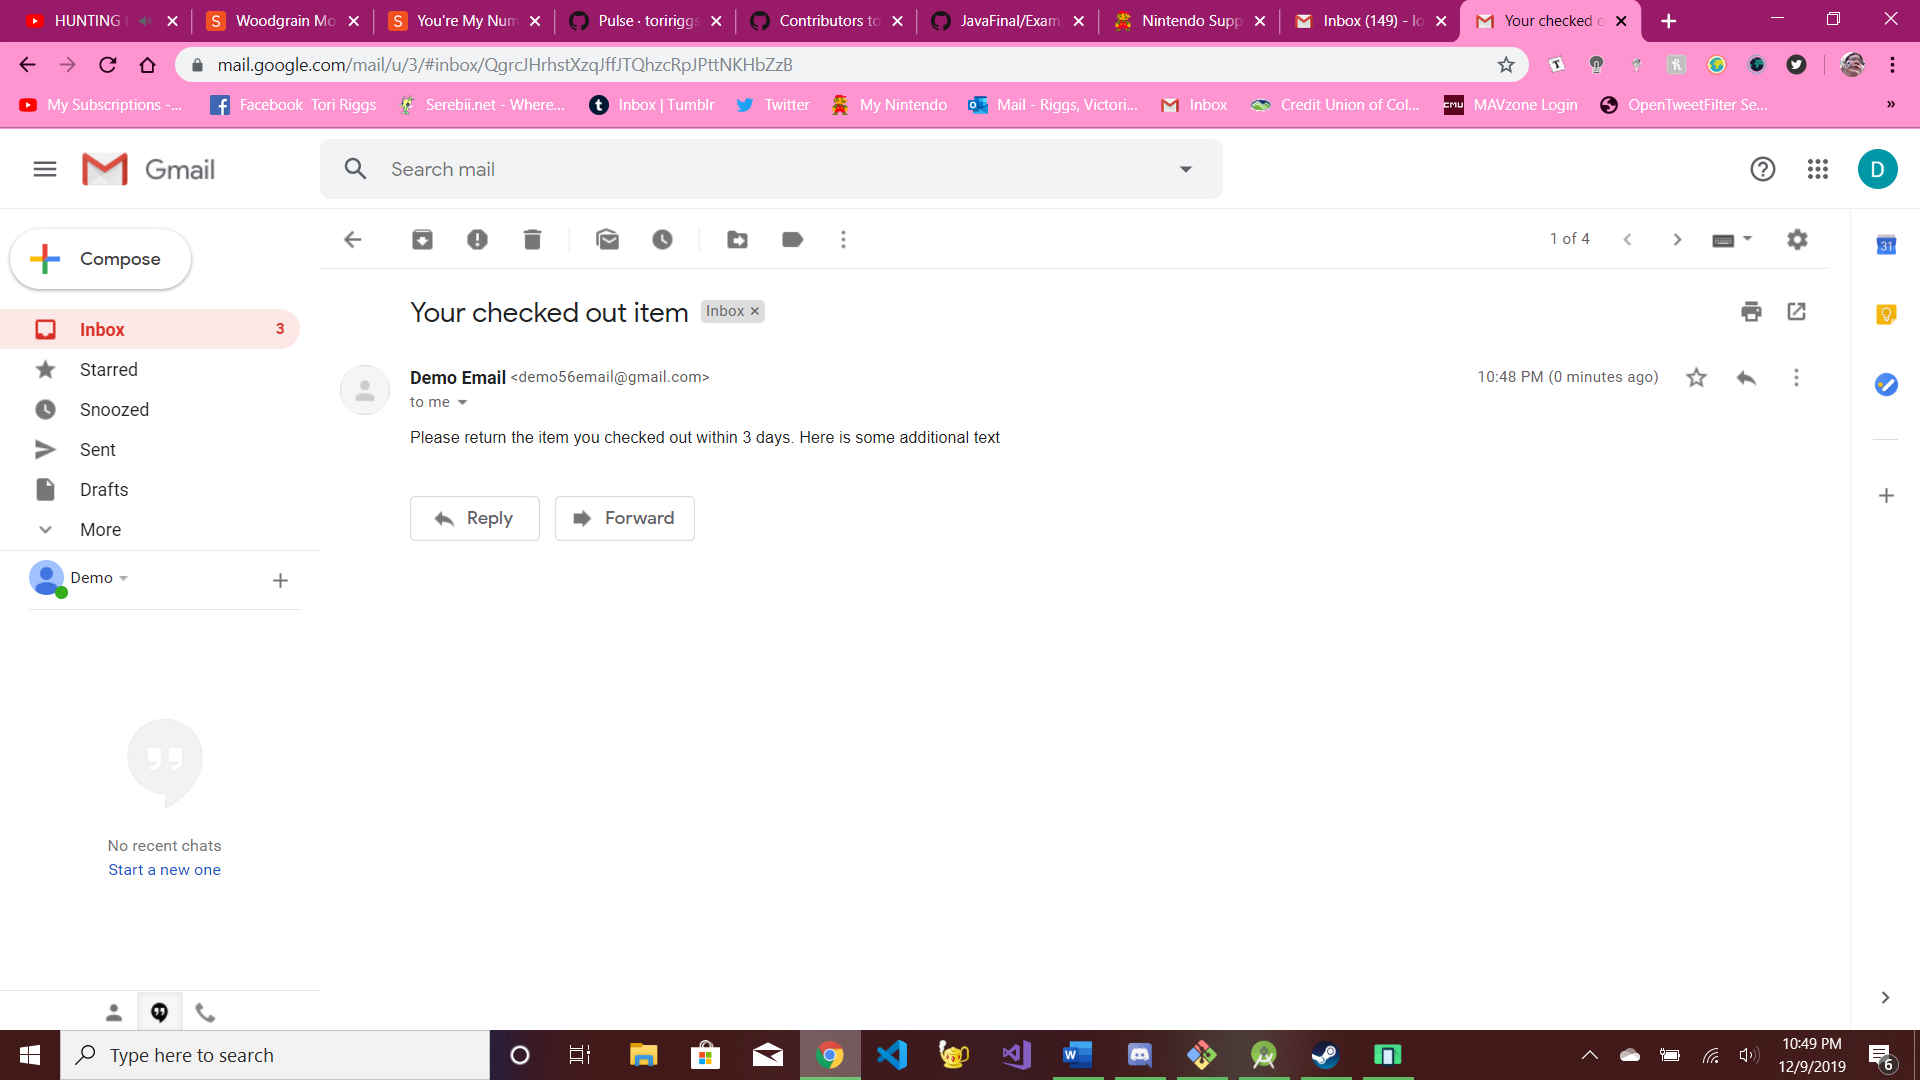 HUNTING
Woodgrain Mo
You're My Num
Pulse · toririggs
Contributors to
JavaFinal/Exam
Nintendo Supp
Inbox (149) - lo
Your checked o
mail.google.com/mail/u/3/#inbox/QgrcJHrhstXzqJffJTQhzcRpJPttNKHbZzB
My Subscriptions -...
Facebook Tori Riggs
Serebii.net - Where...
Inbox | Tumblr
Twitter
My Nintendo
Mail - Riggs, Victori...
Inbox
Credit Union of Col...
CMU
MAVzone Login
OpenTweetFilter Se...
»
Gmail
Search mail
D
Compose
1 of 4
31
Your checked out item
Inbox ×
Inbox 3
Starred
Snoozed
Sent
Drafts
More
Demo Email <demo56email@gmail.com>
10:48 PM (0 minutes ago)
to me
Please return the item you checked out within 3 days. Here is some additional text
Reply
Forward
Demo
No recent chats
Start a new one
Type here to search
10:49 PM
12/9/2019
6